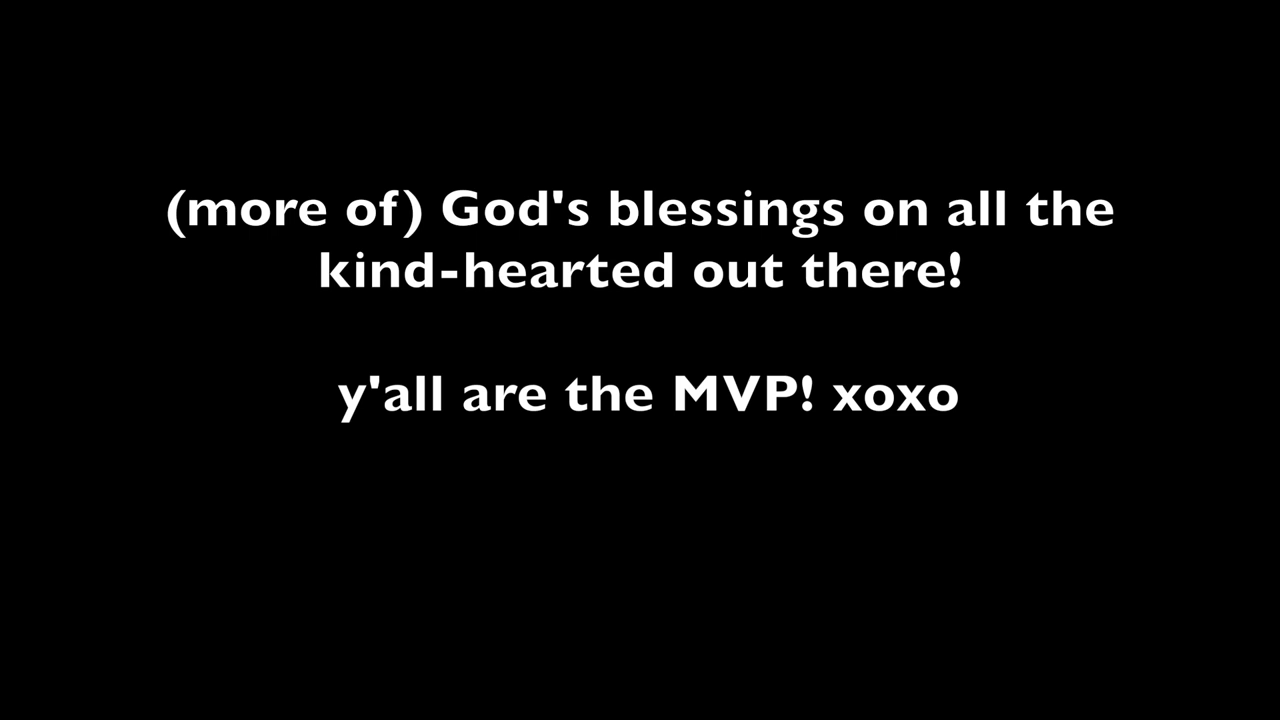 (more of) God's blessings on all the
kind-hearted out there!
y'all are the MVP! xoxo